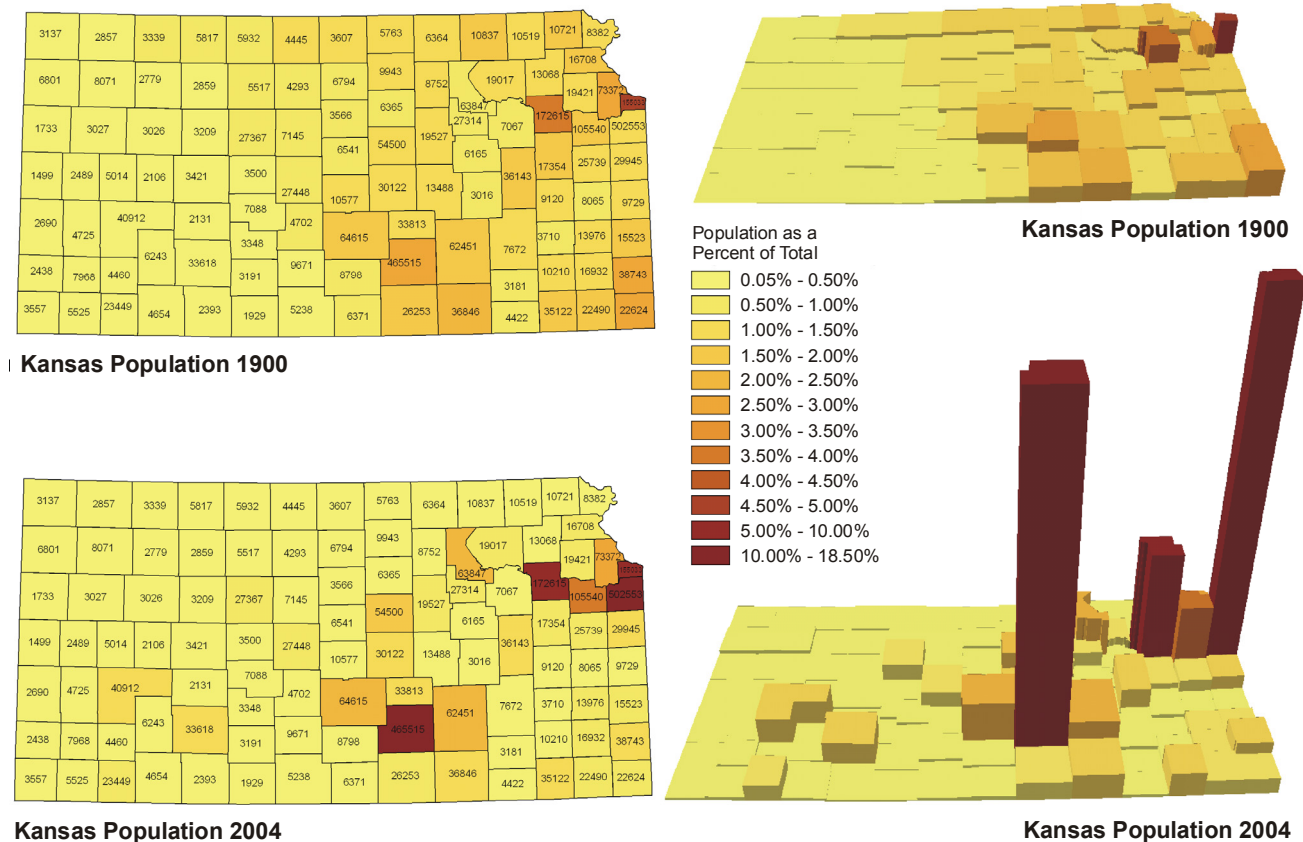 3137 2857 3339 5817 5932 4445 3607 5763 6364 10837 10519 10721 8382
16708
6801 8071 2779 2859 5517 4293 6794 9943 8752 19017 13068
19421 73372
1733 3027 3026 3209 27367 7145 3566 6365 63847 27314 7067 172615 105540 502553
1499 2489 5014 2106 3421 3500 27448 6541 54500 19527 6165 17354 25739 29945
36143
10577 30122 13488 3016 9120 8065 9729
2690 4725 40912 2131 7088 4702 64615 33813 62451 7672 3710 13976 15523
6243 33618 3348
2438 7968 4460 3191 9671 8798 465515 3181 10210 16932 38743
3557 5525 23449 4654 2393 1929 5238 6371 26253 36846 4422 35122 22490 22624
Kansas Population 1900
Kansas Population 1900
Population as a
Percent of Total
0.05% - 0.50%
0.50% - 1.00%
1.00% - 1.50%
1.50% - 2.00%
2.00% - 2.50%
2.50% - 3.00%
3.00% - 3.50%
3.50% - 4.00%
4.00% - 4.50%
4.50% - 5.00%
5.00% - 10.00%
10.00% - 18.50%
3137 2857 3339 5817 5932 4445 3607 5763 6364 10837 10519 10721 8382
16708
6801 8071 2779 2859 5517 4293 6794 9943 8752 19017 13068
19421 73372
1733 3027 3026 3209 27367 7145 3566 6365 63847 27314 7067 172615 105540 502553
1499 2489 5014 2106 3421 3500 27448 6541 54500 19527 6165 17354 25739 29945
36143
10577 30122 13488 3016 9120 8065 9729
2690 4725 40912 2131 7088 4702 64615 33813 62451 7672 3710 13976 15523
6243 33618 3348
2438 7968 4460 3191 9671 8798 465515 3181 10210 16932 38743
3557 5525 23449 4654 2393 1929 5238 6371 26253 36846 4422 35122 22490 22624
Kansas Population 2004
Kansas Population 2004